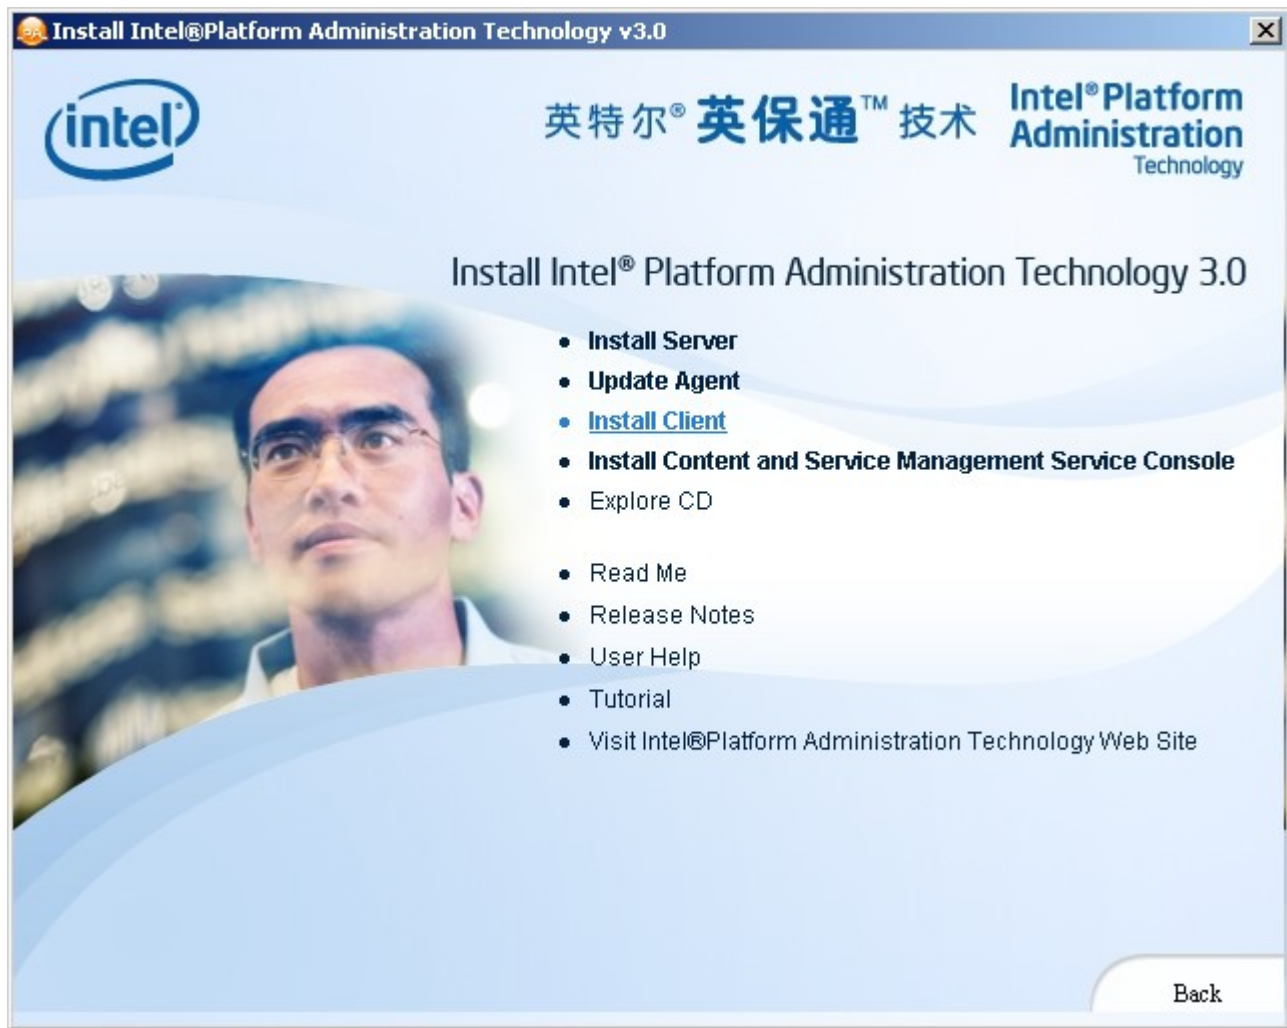 Install Intel®Platform Administration Technology v3.0
intel®
英特尔® 英保通™ 技术
Intel® Platform
Administration
Technology
Install Intel® Platform Administration Technology 3.0
Install Server
Update Agent
Install Client
Install Content and Service Management Service Console
Explore CD
Read Me
Release Notes
User Help
Tutorial
Visit Intel®Platform Administration Technology Web Site
Back